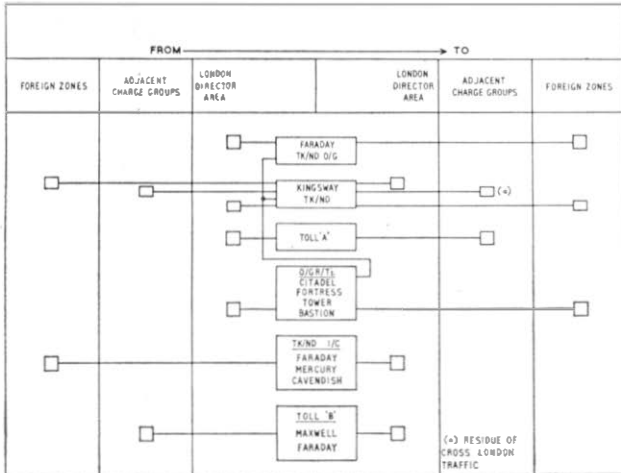 FROM TO
FOREIGN ZONES
ADJACENT
CHARGE GROUPS
LONDON
DIRECTOR
AREA
LONDON
DIRECTOR
AREA
ADJACENT
CHARGE GROUPS
FOREIGN ZONES
FARADAY
TK/ND O/G
KINGSWAY
TK/ND
(=)
TOLL 'A'
CITADEL
FORTRESS
TOWER
BASTION
TK/ND I/C
FARADAY
MERCURY
CAVENDISH
TOLL 'B'
MAXWELL
FARADAY
(=) RESIDUE OF
CROSS LONDON
TRAFFIC